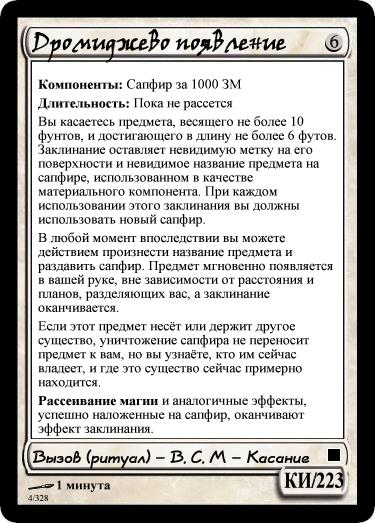 Дромиджево появление 6
Компоненты: Сапфир за 1000 ЗМ
Длительность: Пока не рассется
Вы касаетесь предмета, весящего не более 10
фунтов, и достигающего в длину не более 6 футов.
Заклинание оставляет невидимую метку на его
поверхности и невидимое название предмета на
сапфире, использованном в качестве
материального компонента. При каждом
использовании этого заклинания вы должны
использовать новый сапфир.
В любой момент впоследствии вы можете
действием произнести название предмета и
раздавить сапфир. Предмет мгновенно появляется
в вашей руке, вне зависимости от расстояния и
планов, разделяющих вас, а заклинание
оканчивается.
Если этот предмет несёт или держит другое
существо, уничтожение сапфира не переносит
предмет к вам, но вы узнаёте, кто им сейчас
владеет, и где это существо сейчас примерно
находится.
Рассеивание магии и аналогичные эффекты,
успешно наложенные на сапфир, оканчивают
эффект заклинания.
Вызов (ритуал) – В, С, М – Касание
КИ/223
1 минута
4/328